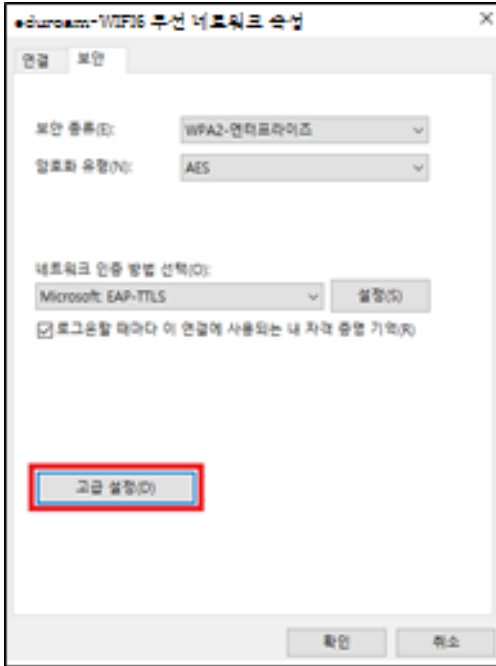 eduroam-WIFI6 무선 네트워크 속성
연결 보안
보안 종류(E): WPA2-엔터프라이즈
암호화 유형(N): AES
네트워크 인증 방법 선택(O):
Microsoft: EAP-TTLS 설정(S)
로그온할 때마다 이 연결에 사용되는 내 자격 증명 기억(R)
고급 설정(D)
확인 취소